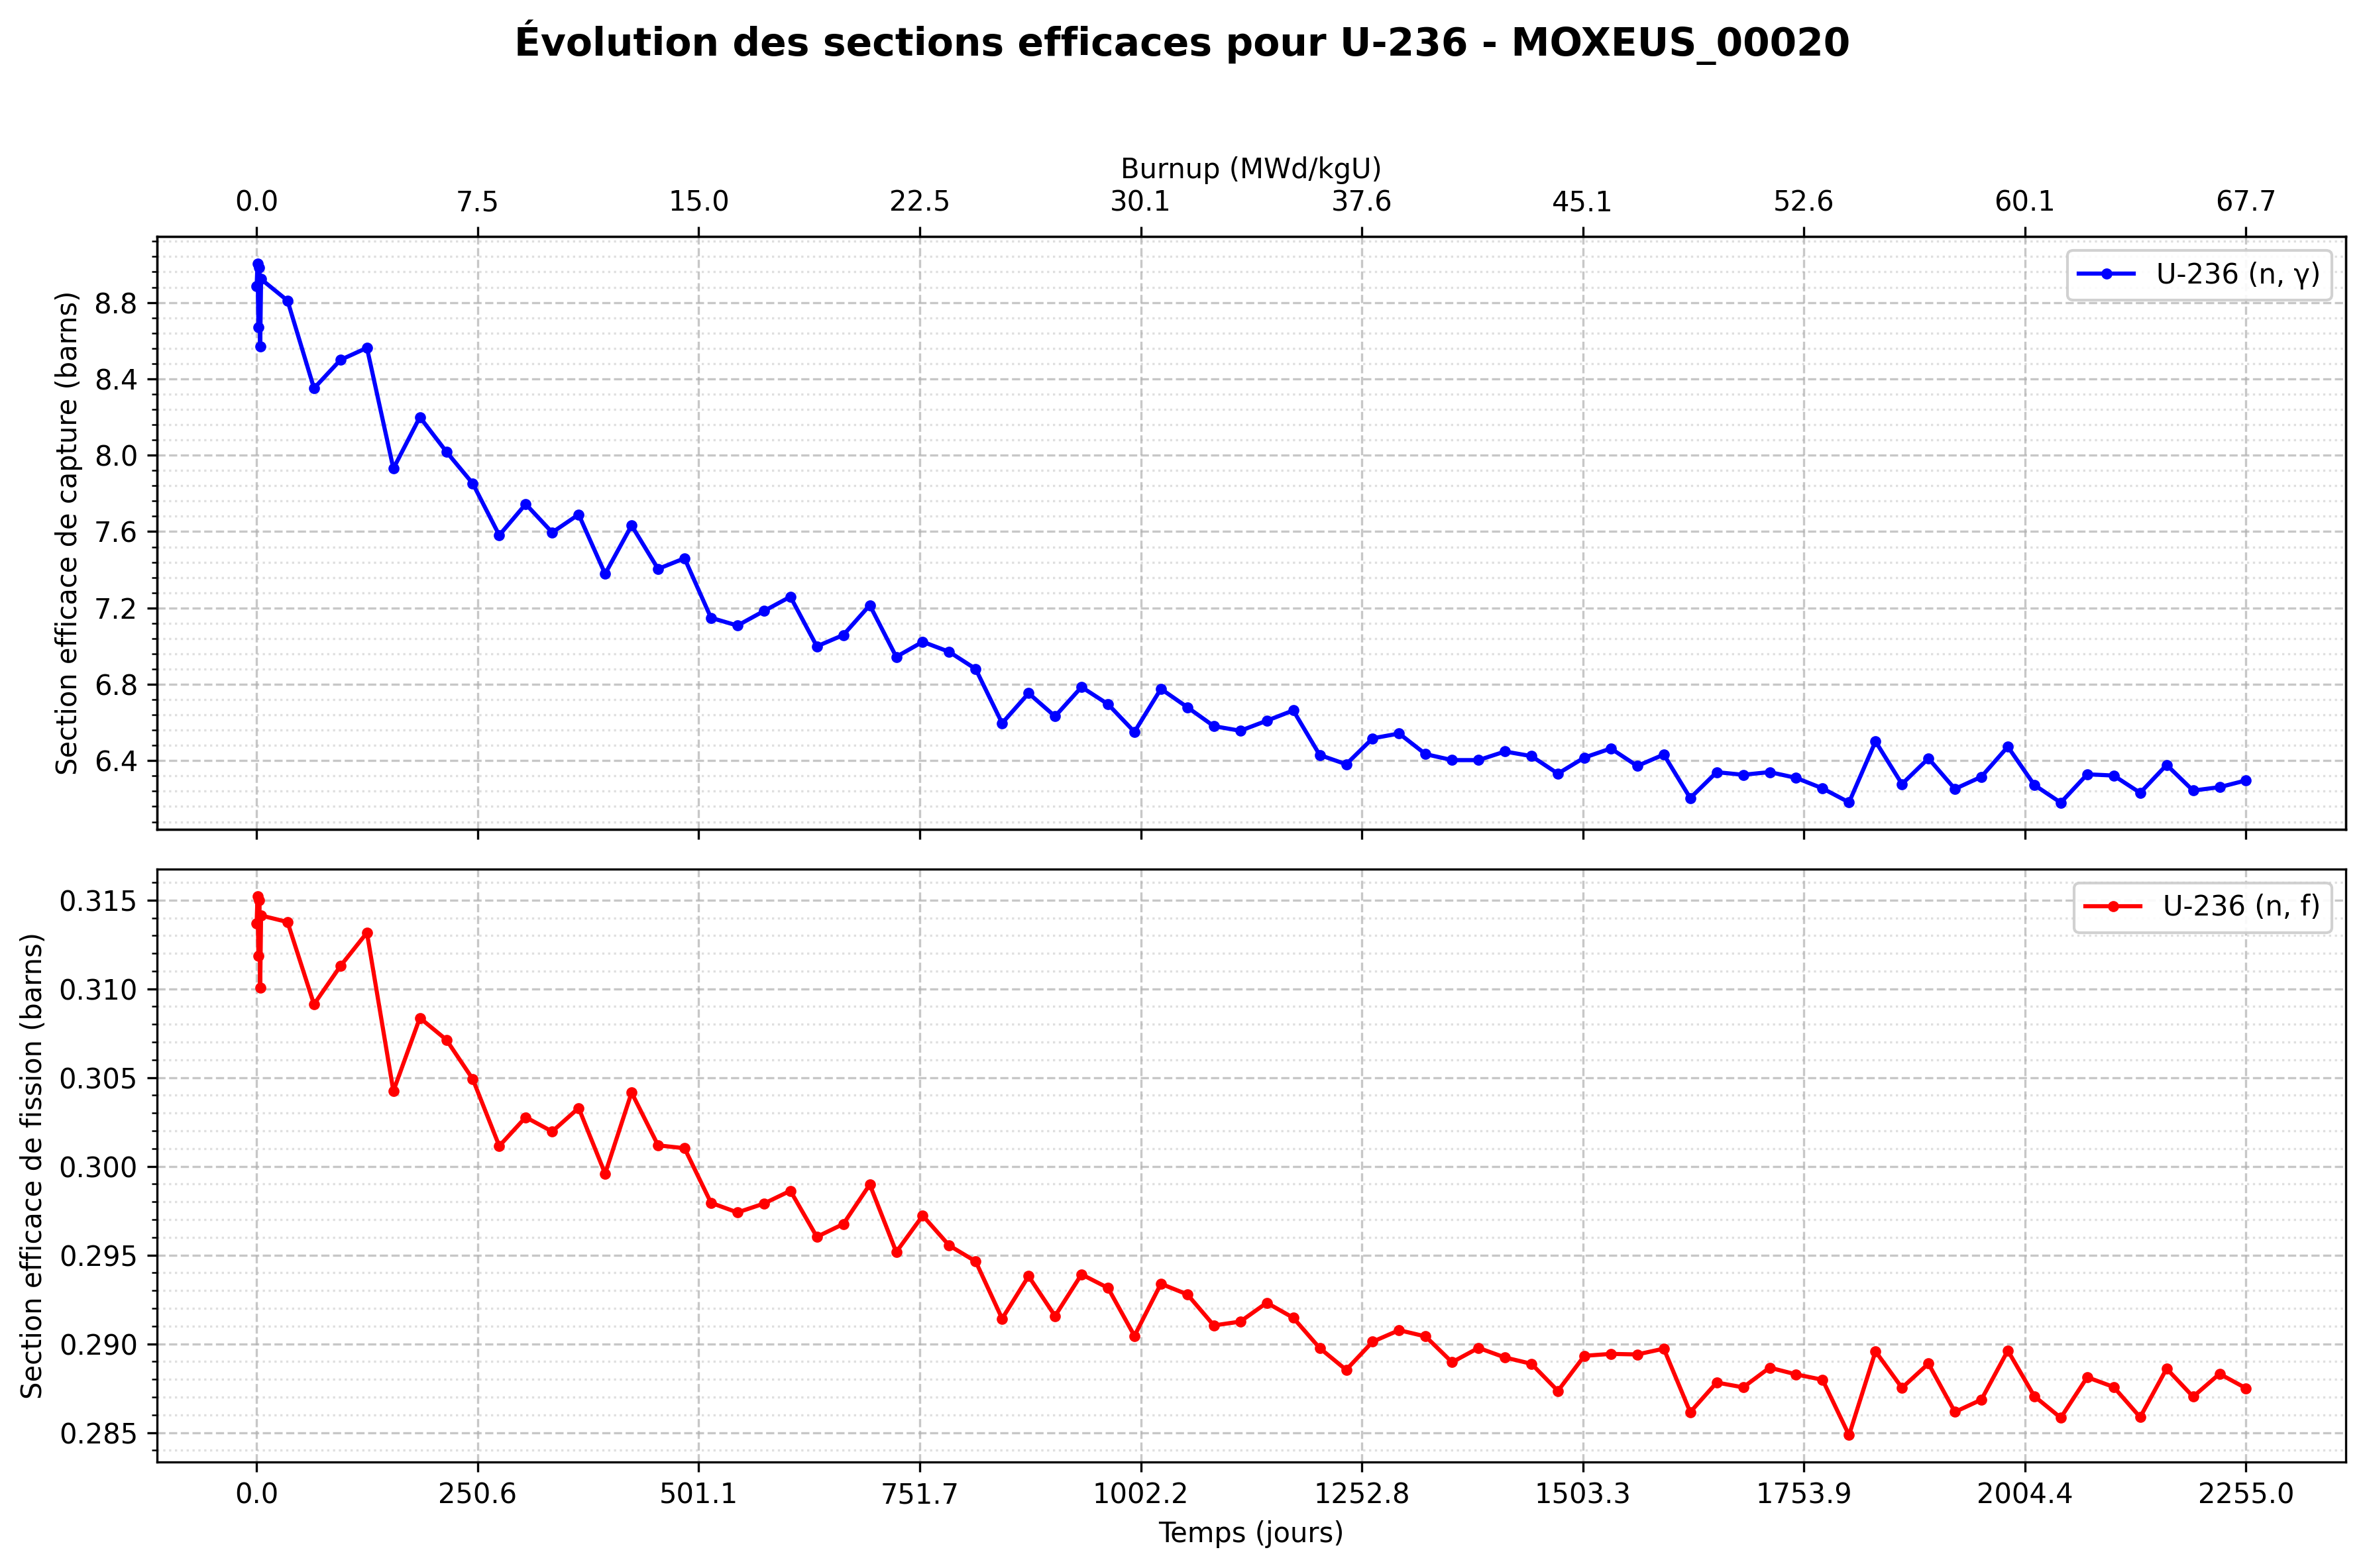 Évolution des sections efficaces pour U-236 - MOXEUS_00020
Burnup (MWd/kgU)
0.0 7.5 15.0 22.5 30.1 37.6 45.1 52.6 60.1 67.7
Section efficace de capture (barns)
8.8
8.4
8.0
7.6
7.2
6.8
6.4
U-236 (n, γ)
Section efficace de fission (barns)
0.315
0.310
0.305
0.300
0.295
0.290
0.285
U-236 (n, f)
0.0 250.6 501.1 751.7 1002.2 1252.8 1503.3 1753.9 2004.4 2255.0
Temps (jours)